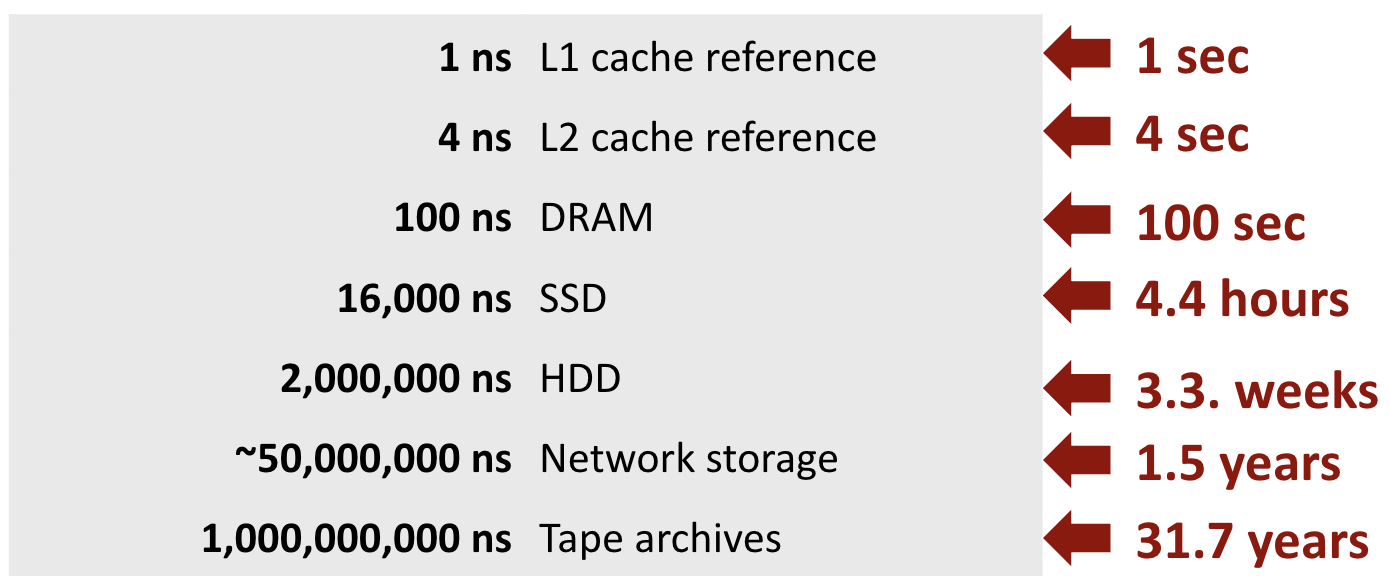 1 ns L1 cache reference 1 sec
4 ns L2 cache reference 4 sec
100 ns DRAM 100 sec
16,000 ns SSD 4.4 hours
2,000,000 ns HDD 3.3. weeks
~50,000,000 ns Network storage 1.5 years
1,000,000,000 ns Tape archives 31.7 years